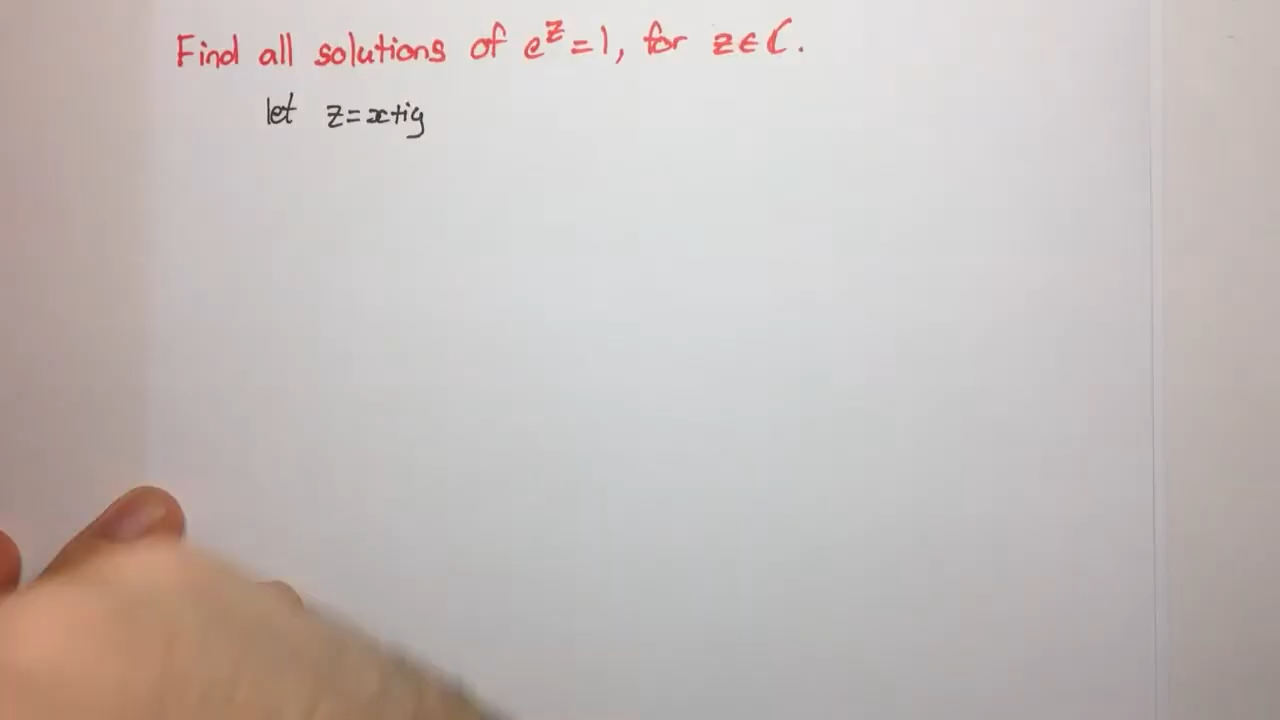 Find all solutions of e^z = 1, for z ∈ ℂ.
let z = x + iy